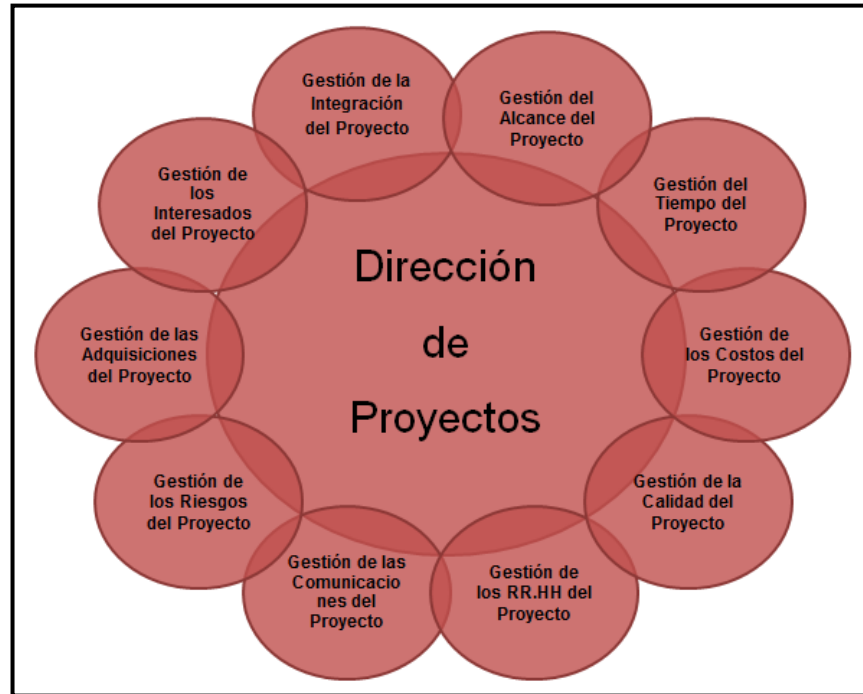 Gestión de la
Integración
del Proyecto
Gestión del
Alcance del
Proyecto
Gestión del
Tiempo del
Proyecto
Gestión de
los Costos del
Proyecto
Gestión de la
Calidad del
Proyecto
Gestión de
los RR.HH del
Proyecto
Gestión de las
Comunicacio
nes del
Proyecto
Gestión de
los Riesgos
del Proyecto
Gestión de las
Adquisiciones
del Proyecto
Gestión de
los
Interesados
del Proyecto
Dirección
de
Proyectos